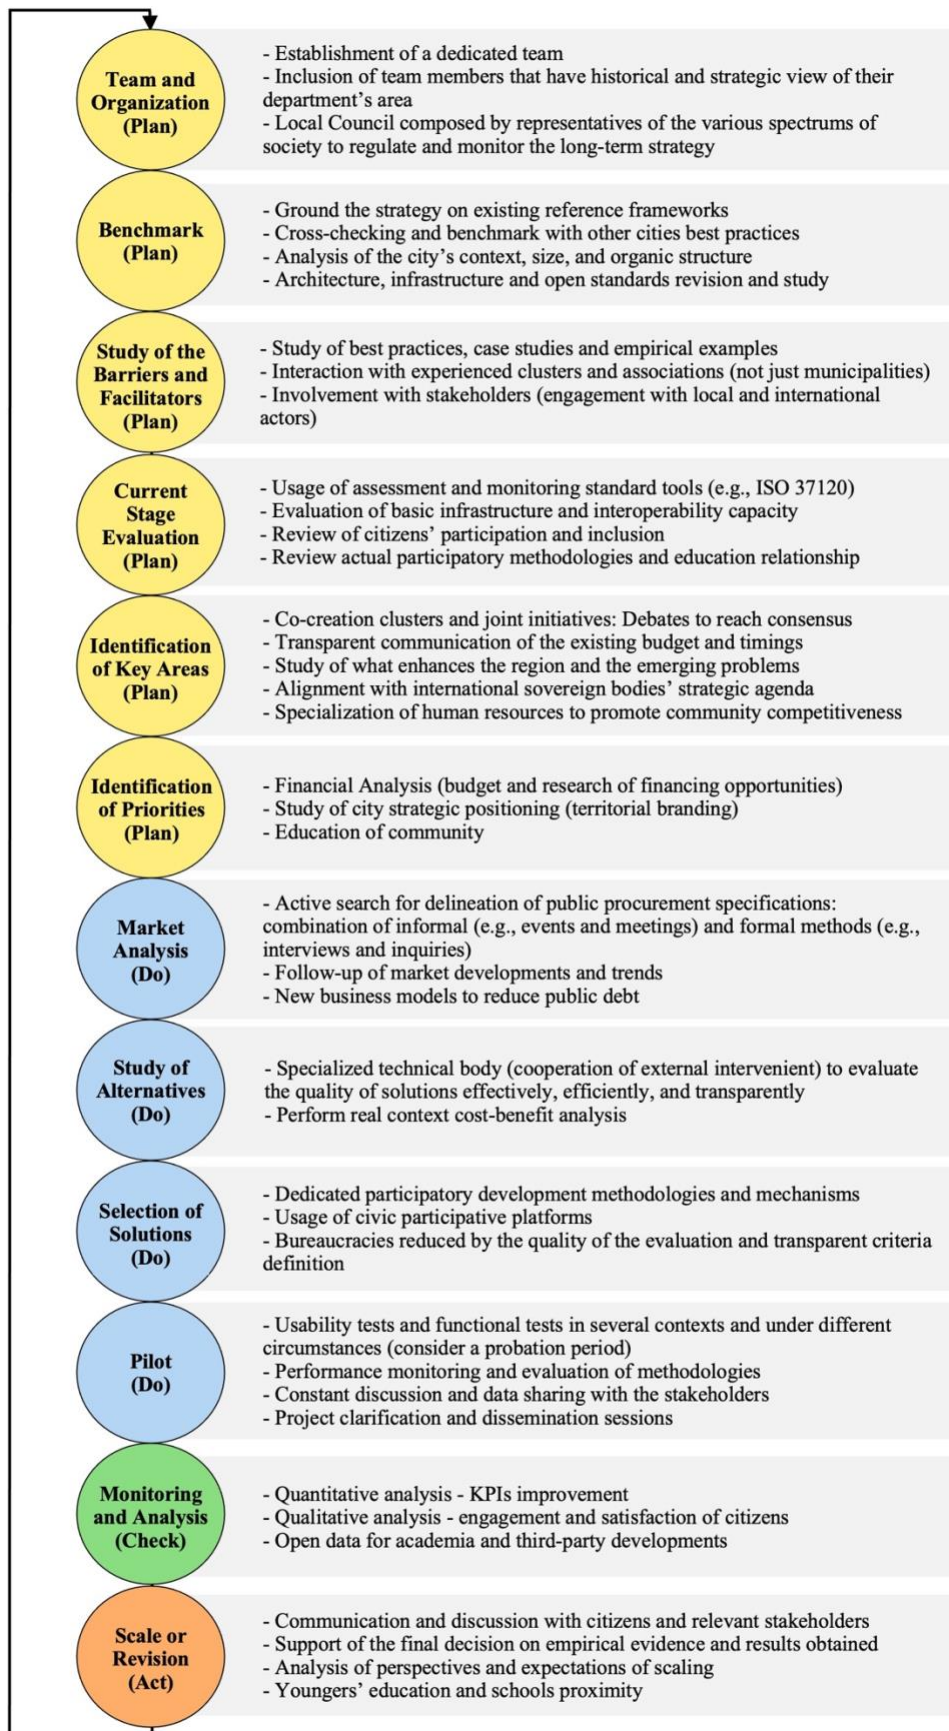 Team and
Organization
(Plan)
- Establishment of a dedicated team
- Inclusion of team members that have historical and strategic view of their
department's area
- Local Council composed by representatives of the various spectrums of
society to regulate and monitor the long-term strategy
Benchmark
(Plan)
- Ground the strategy on existing reference frameworks
- Cross-checking and benchmark with other cities best practices
- Analysis of the city's context, size, and organic structure
- Architecture, infrastructure and open standards revision and study
Study of the
Barriers and
Facilitators
(Plan)
- Study of best practices, case studies and empirical examples
- Interaction with experienced clusters and associations (not just municipalities)
- Involvement with stakeholders (engagement with local and international
actors)
Current
Stage
Evaluation
(Plan)
- Usage of assessment and monitoring standard tools (e.g., ISO 37120)
- Evaluation of basic infrastructure and interoperability capacity
- Review of citizens' participation and inclusion
- Review actual participatory methodologies and education relationship
Identification
of Key Areas
(Plan)
- Co-creation clusters and joint initiatives: Debates to reach consensus
- Transparent communication of the existing budget and timings
- Study of what enhances the region and the emerging problems
- Alignment with international sovereign bodies' strategic agenda
- Specialization of human resources to promote community competitiveness
Identification
of Priorities
(Plan)
- Financial Analysis (budget and research of financing opportunities)
- Study of city strategic positioning (territorial branding)
- Education of community
Market
Analysis
(Do)
- Active search for delineation of public procurement specifications:
combination of informal (e.g., events and meetings) and formal methods (e.g.,
interviews and inquiries)
- Follow-up of market developments and trends
- New business models to reduce public debt
Study of
Alternatives
(Do)
- Specialized technical body (cooperation of external intervenient) to evaluate
the quality of solutions effectively, efficiently, and transparently
- Perform real context cost-benefit analysis
Selection of
Solutions
(Do)
- Dedicated participatory development methodologies and mechanisms
- Usage of civic participative platforms
- Bureaucracies reduced by the quality of the evaluation and transparent criteria
definition
Pilot
(Do)
- Usability tests and functional tests in several contexts and under different
circumstances (consider a probation period)
- Performance monitoring and evaluation of methodologies
- Constant discussion and data sharing with the stakeholders
- Project clarification and dissemination sessions
Monitoring
and Analysis
(Check)
- Quantitative analysis - KPIs improvement
- Qualitative analysis - engagement and satisfaction of citizens
- Open data for academia and third-party developments
Scale or
Revision
(Act)
- Communication and discussion with citizens and relevant stakeholders
- Support of the final decision on empirical evidence and results obtained
- Analysis of perspectives and expectations of scaling
- Youngers' education and schools proximity